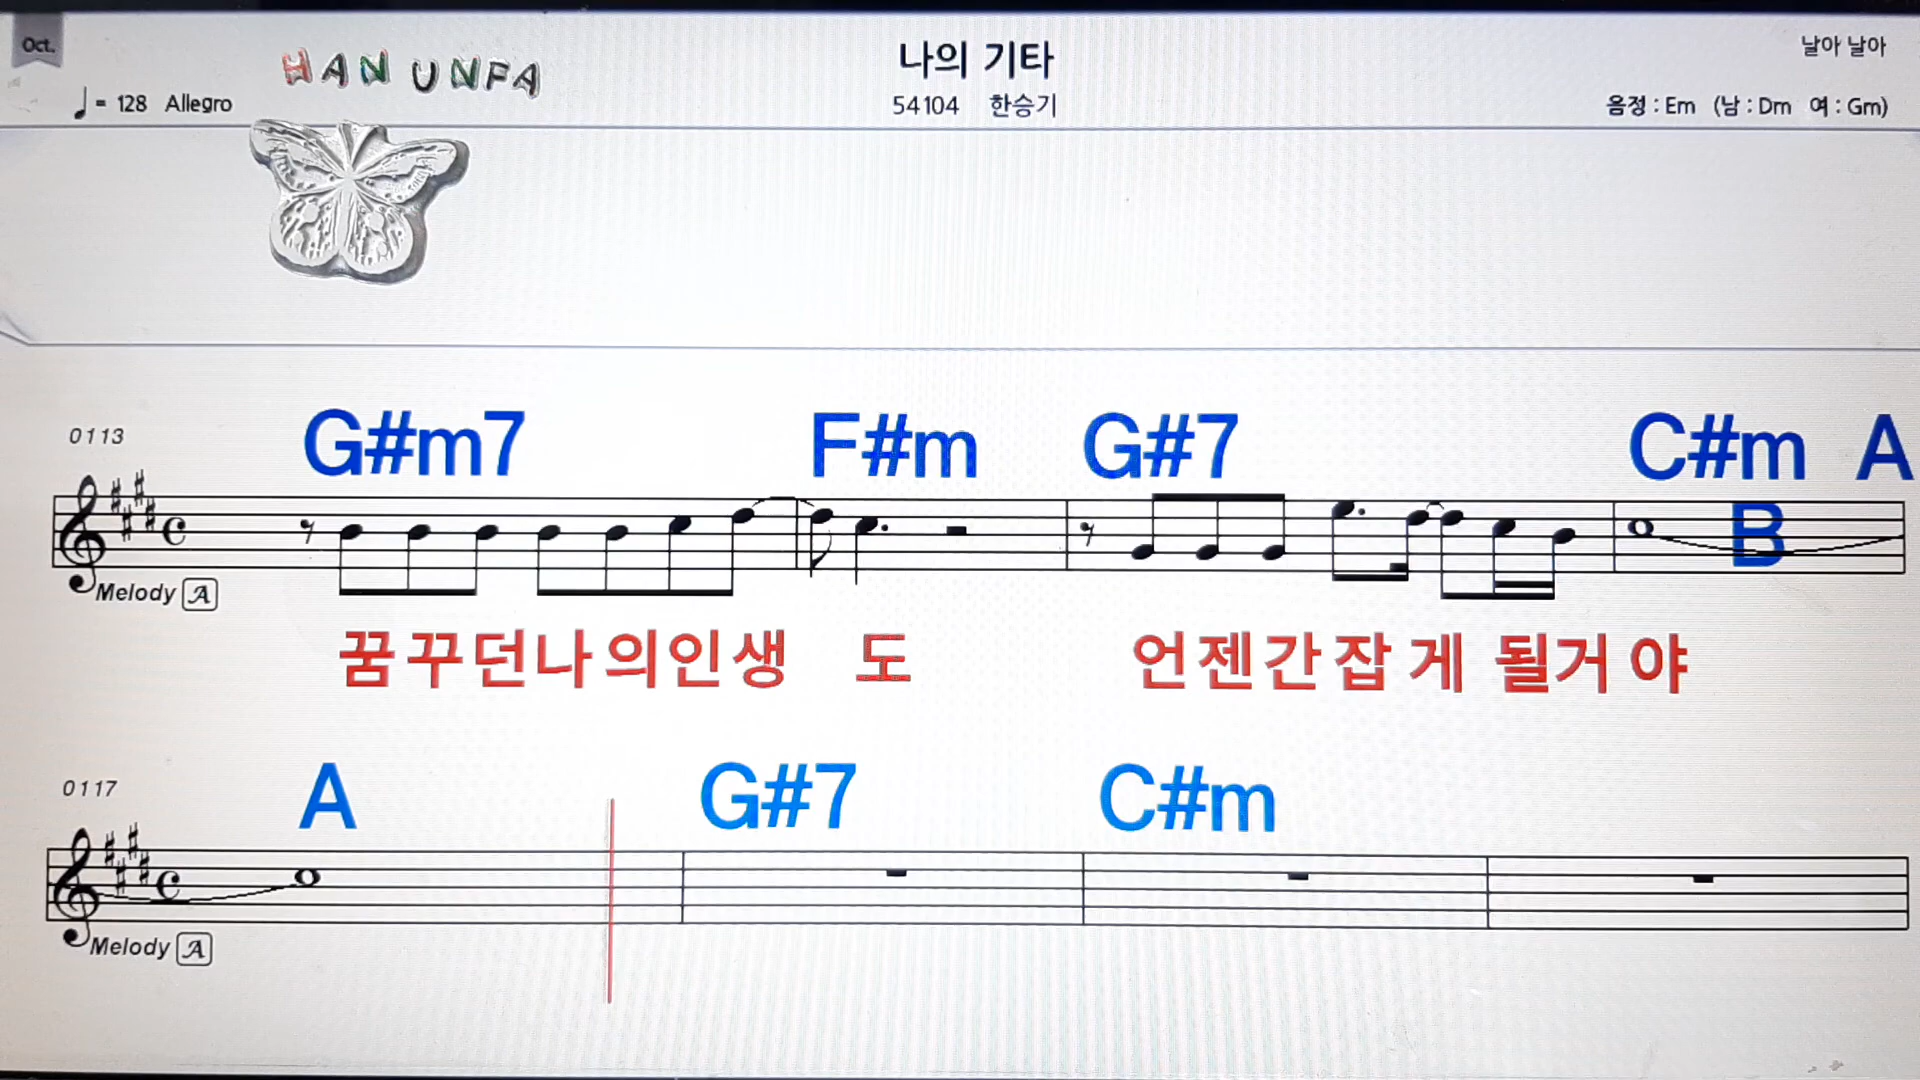 Oct.
HAN UNFA
나의 기타
날아 날아
♩= 128 Allegro
54104 한승기
음정 : Em (남 : Dm 여 : Gm)
0113
G#m7 F#m G#7 C#m A
B
Melody A
꿈꾸던나의인생 도 언젠간잡게 될거야
0117
A G#7 C#m
Melody A